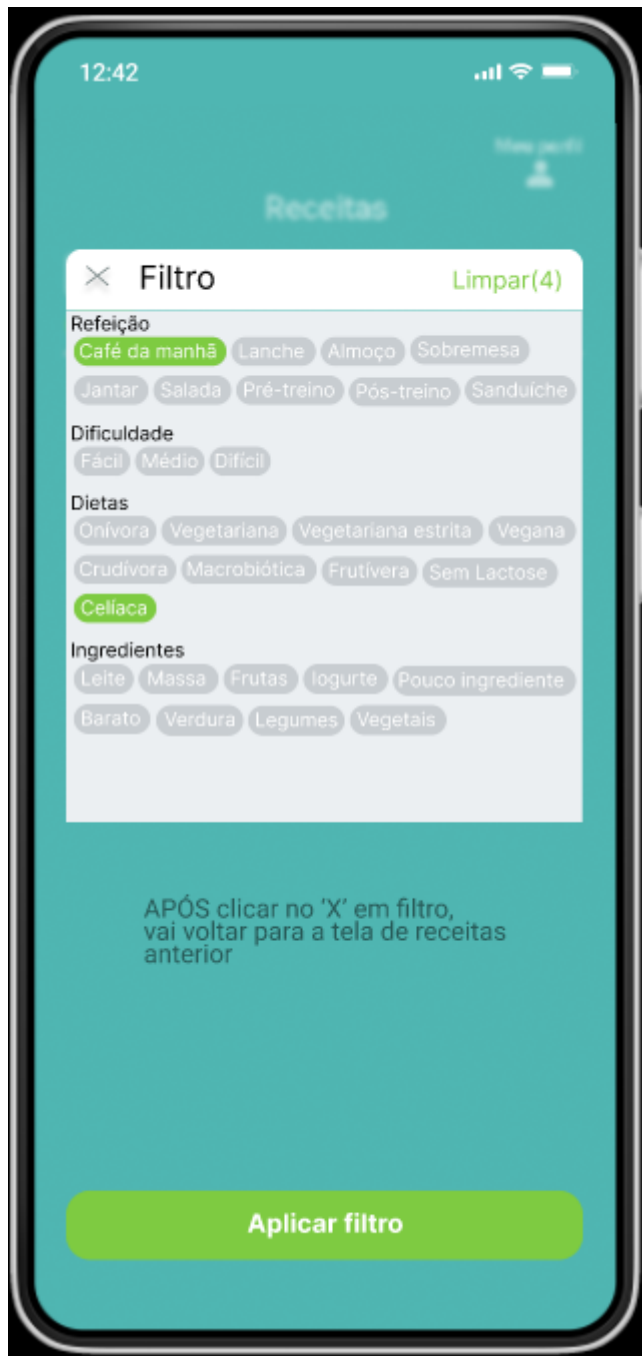 12:42
Meu perfil
Receitas
Filtro Limpar(4)
Refeição
Café da manhã Lanche Almoço Sobremesa
Jantar Salada Pré-treino Pós-treino Sanduíche
Dificuldade
Fácil Médio Difícil
Dietas
Onívora Vegetariana Vegetariana estrita Vegana
Crudívora Macrobiótica Frutívera Sem Lactose
Celíaca
Ingredientes
Leite Massa Frutas Iogurte Pouco ingrediente
Barato Verdura Legumes Vegetais
APÓS clicar no 'X' em filtro,
vai voltar para a tela de receitas
anterior
Aplicar filtro